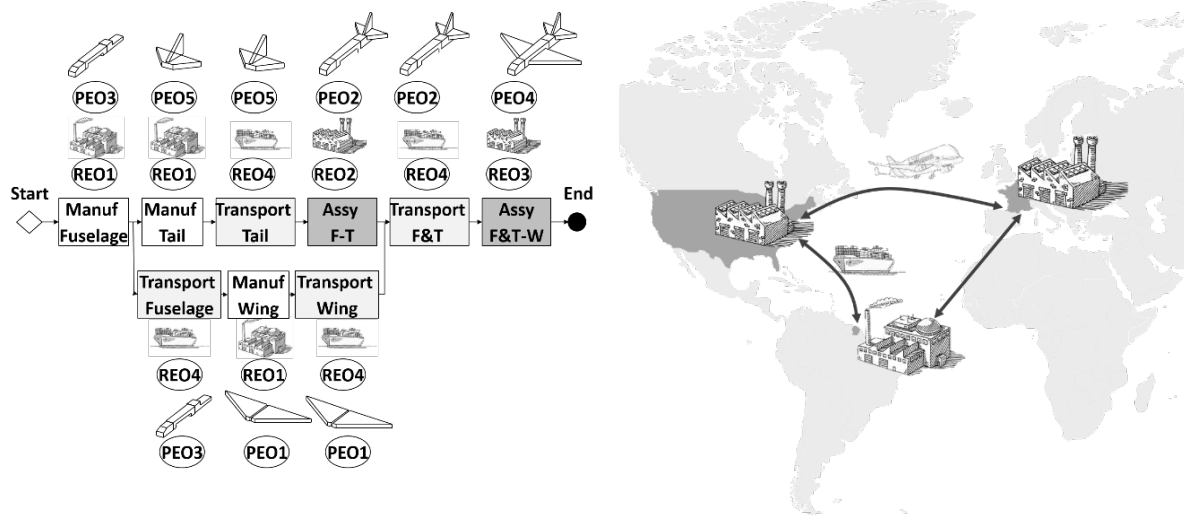 PEO3 PEO5 PEO5 PEO2 PEO2 PEO4
REO1 REO1 REO4 REO2 REO4 REO3
Start
End
Manuf
Fuselage
Manuf
Tail
Transport
Tail
Assy
F-T
Transport
F&T
Assy
F&T-W
Transport
Fuselage
Manuf
Wing
Transport
Wing
REO4 REO1 REO4
PEO3 PEO1 PEO1